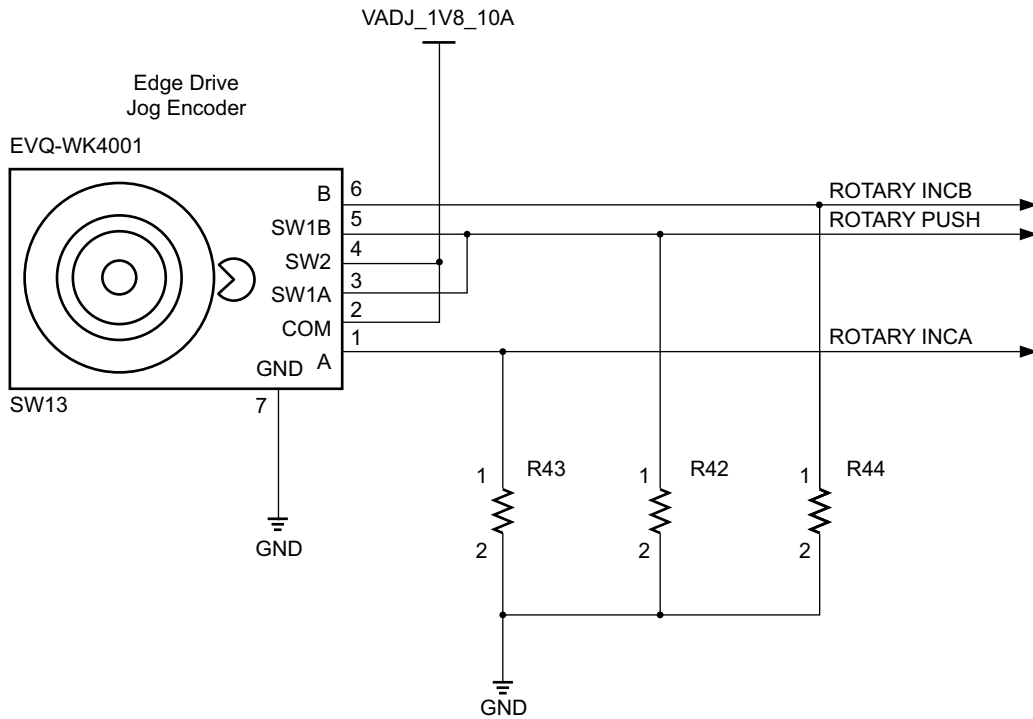 VADJ_1V8_10A
Edge Drive
Jog Encoder
EVQ-WK4001
B 6 ROTARY INCB
SW1B 5 ROTARY PUSH
SW2 4
SW1A 3
COM 2
A 1 ROTARY INCA
GND
7
SW13
1 R43 1 R42 1 R44
2 2 2
GND
GND